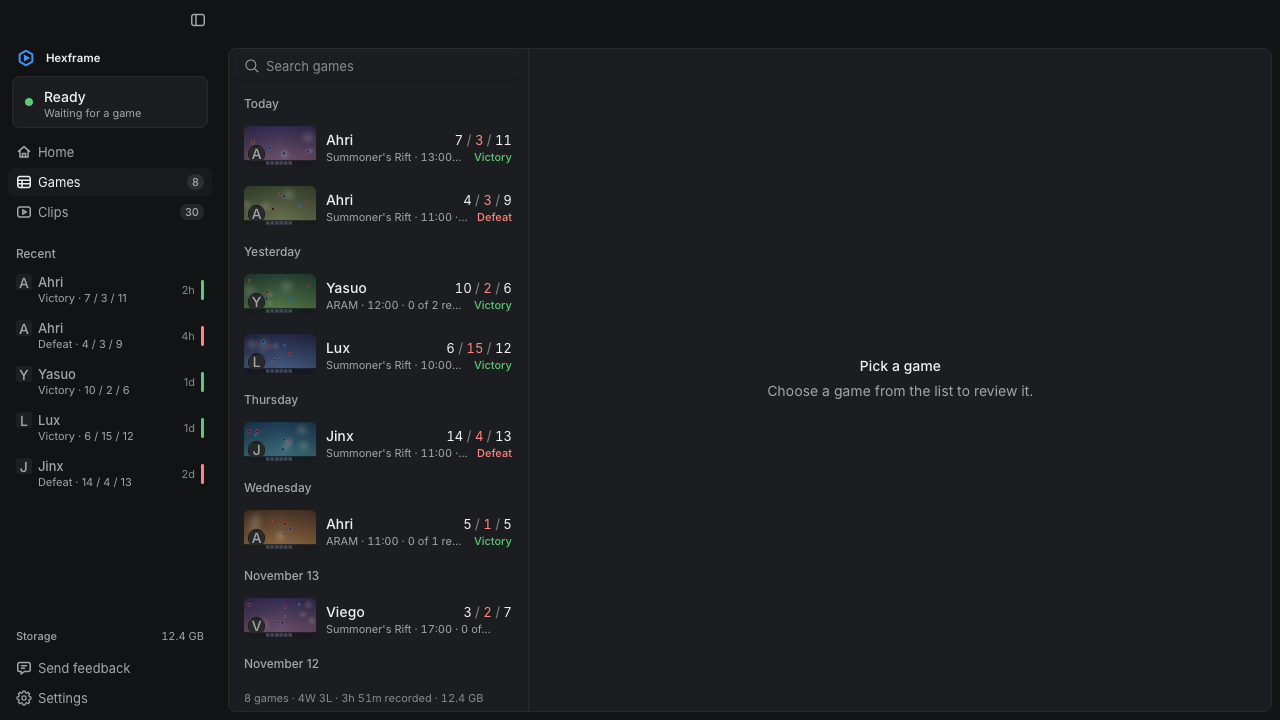 Hexframe
Ready
Waiting for a game
Home
Games 8
Clips 30
Recent
A Ahri
Victory · 7 / 3 / 11 2h
A Ahri
Defeat · 4 / 3 / 9 4h
Y Yasuo
Victory · 10 / 2 / 6 1d
L Lux
Victory · 6 / 15 / 12 1d
J Jinx
Defeat · 14 / 4 / 13 2d
Storage 12.4 GB
Send feedback
Settings
Search games
Today
A Ahri 7 / 3 / 11
Summoner's Rift · 13:00... Victory
A Ahri 4 / 3 / 9
Summoner's Rift · 11:00 ·... Defeat
Yesterday
Y Yasuo 10 / 2 / 6
ARAM · 12:00 · 0 of 2 re... Victory
L Lux 6 / 15 / 12
Summoner's Rift · 10:00... Victory
Thursday
J Jinx 14 / 4 / 13
Summoner's Rift · 11:00 ·... Defeat
Wednesday
A Ahri 5 / 1 / 5
ARAM · 11:00 · 0 of 1 re... Victory
November 13
V Viego 3 / 2 / 7
Summoner's Rift · 17:00 · 0 of...
November 12
8 games · 4W 3L · 3h 51m recorded · 12.4 GB
Pick a game
Choose a game from the list to review it.